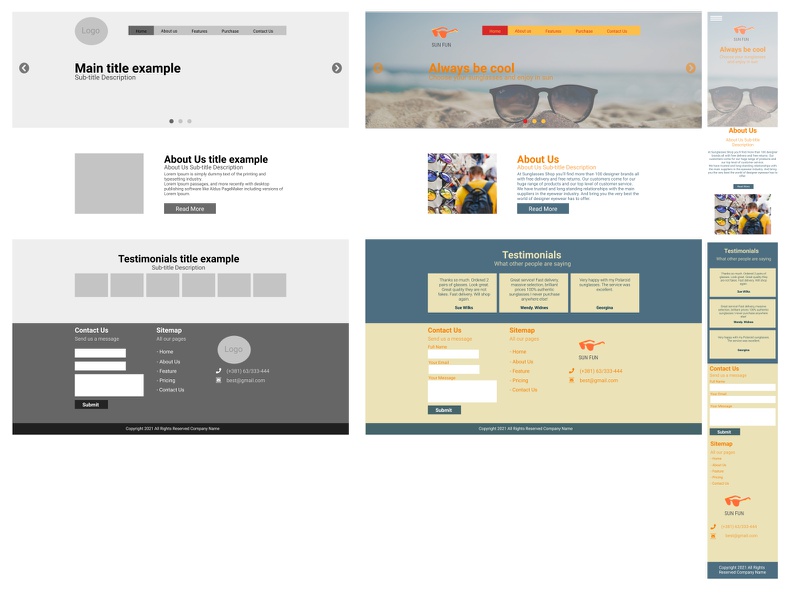 Logo
Home About us Features Purchase Contact Us
Main title example
Sub-title Description
About Us title example
About Us Sub-title Description
Lorem Ipsum is simply dummy text of the printing and
typesetting industry.
Lorem Ipsum passages, and more recently with desktop
publishing software like Aldus PageMaker including versions of
Lorem Ipsum.
Read More
Testimonials title example
Sub-title Description
Contact Us
Send us a message
Submit
Sitemap
All our pages
- Home
- About Us
- Feature
- Pricing
- Contact Us
Logo
(+381) 63/333-444
best@gmail.com
Copyright 2021 All Rights Reserved Company Name
SUN FUN
Home About us Features Purchase Contact Us
Always be cool
About Us
About Us Sub-title Description
At Sunglasses Shop you'll find more than 100 designer brands all
with free delivery and free returns. Our customers come for our
huge range of products and our top level of customer service.
We have trusted and long standing relationships with the main
suppliers in the eyewear industry. And bring you the very best the
world of designer eyewear has to offer.
Read More
Testimonials
What other people are saying
Thanks so much. Ordered 2
pairs of glasses. Look great.
Great quality they are not
fakes. Fast delivery. Will shop
again
Sue Wilks
Great service! Fast delivery,
massive selection, brilliant
prices 100% authentic
sunglasses I never purchase
anywhere else!
Wendy. Widson
Very happy with my Polaroid
sunglasses. The service was
excellent.
Georgina
Contact Us
Send us a message
Full Name
Your Email
Your Message
Submit
Sitemap
All our pages
- Home
- About Us
- Feature
- Pricing
- Contact Us
SUN FUN
(+381) 63/333-444
best@gmail.com
Copyright 2021 All Rights Reserved Company Name
SUN FUN
Always be cool
About Us
About Us Sub-title
Description
Read More
Testimonials
What other people are saying
Sue Wilks
Wendy. Widson
Georgina
Contact Us
Send us a message
Full Name
Your Email
Your Message
Submit
Sitemap
All our pages
- Home
- About Us
- Feature
- Pricing
- Contact Us
SUN FUN
(+381) 63/333-444
best@gmail.com
Copyright 2021 All Rights
Reserved Company Name